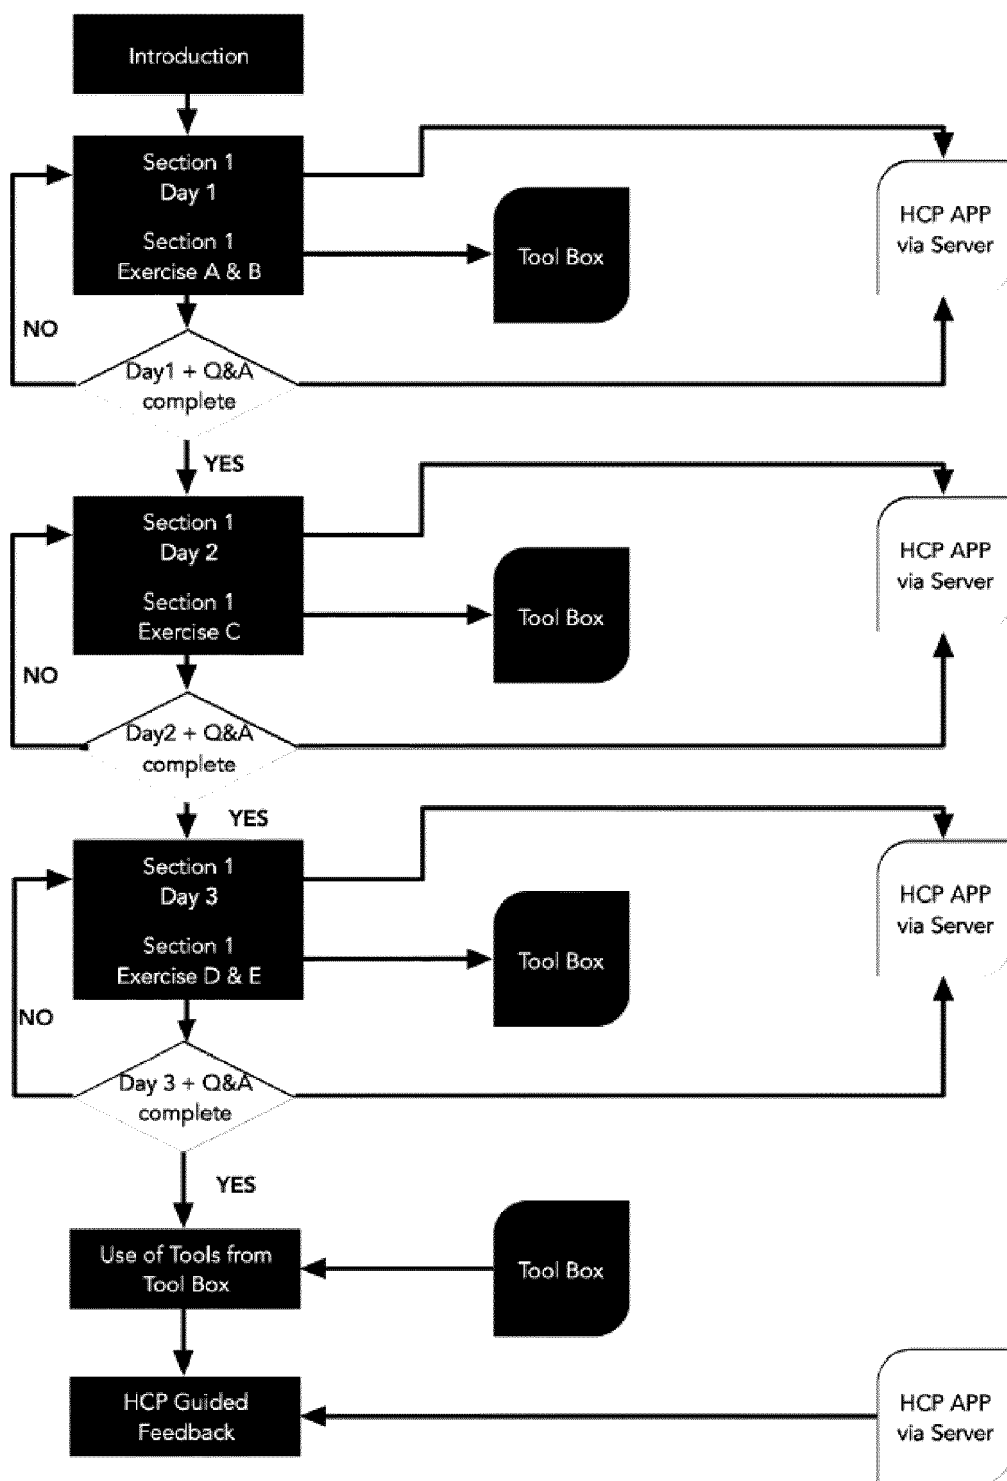 Introduction
Section 1
Day 1
Section 1
Exercise A & B
Tool Box
HCP APP
via Server
NO
Day1 + Q&A
complete
YES
Section 1
Day 2
Section 1
Exercise C
Tool Box
HCP APP
via Server
NO
Day2 + Q&A
complete
YES
Section 1
Day 3
Section 1
Exercise D & E
Tool Box
HCP APP
via Server
NO
Day 3 + Q&A
complete
YES
Use of Tools from
Tool Box
Tool Box
HCP Guided
Feedback
HCP APP
via Server